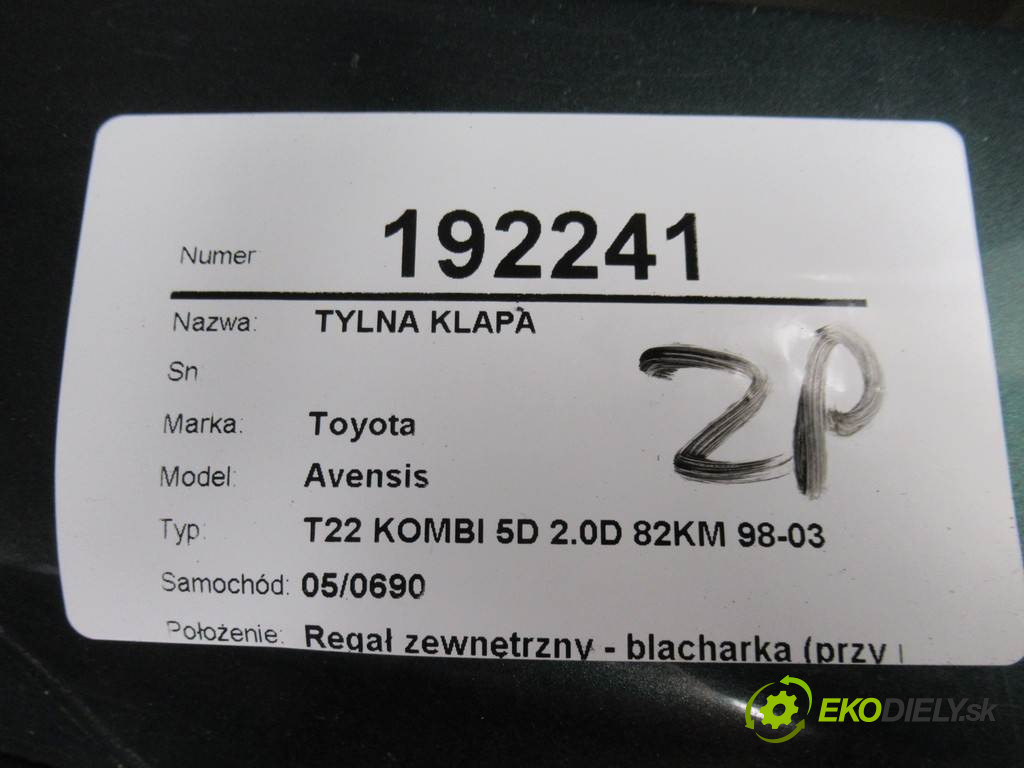 Numer 192241
Nazwa: TYLNA KLAPA
ZP
Sn
Marka: Toyota
Model: Avensis
Typ: T22 KOMBI 5D 2.0D 82KM 98-03
Samochód: 05/0690
Położenie: Regał zewnętrzny - blacharka (przy
EKODIELY.sk